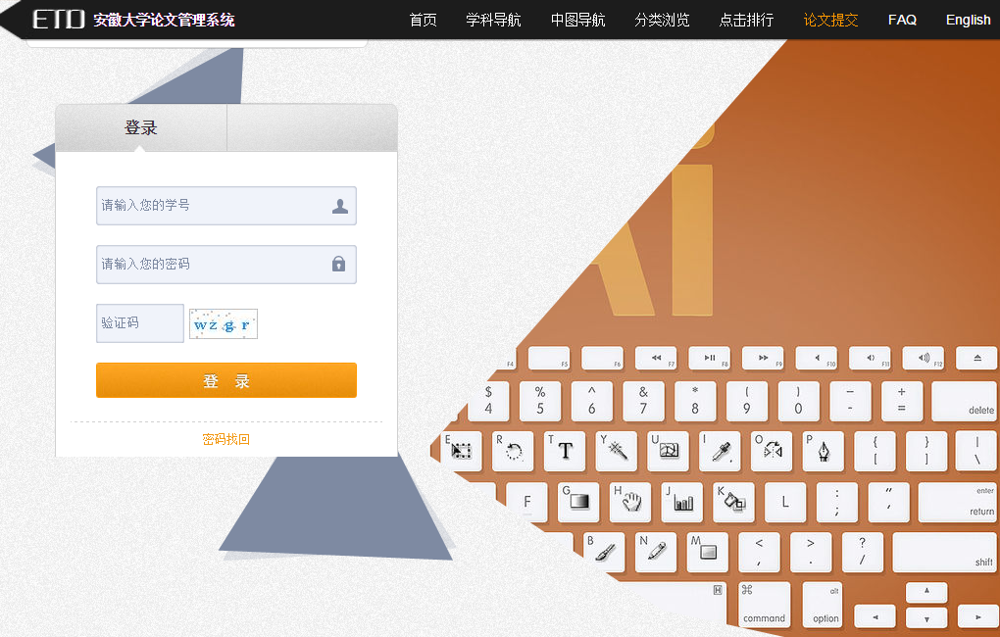 ETD 安徽大学论文管理系统 首页 学科导航 中图导航 分类浏览 点击排行 论文提交 FAQ English
登录
请输入您的学号
请输入您的密码
验证码 wzgr
登 录
密码找回
F4 F5 F6 F7 F8 F9 F10 F11 F12
$ % ^ & * ( ) – +
4 5 6 7 8 9 0 - = delete
E R T Y U I O P { } |
T [ ] \
G H J K : " enter
F L ; , return
B N M < > ?
, . / shift
H ⌘ alt
command option